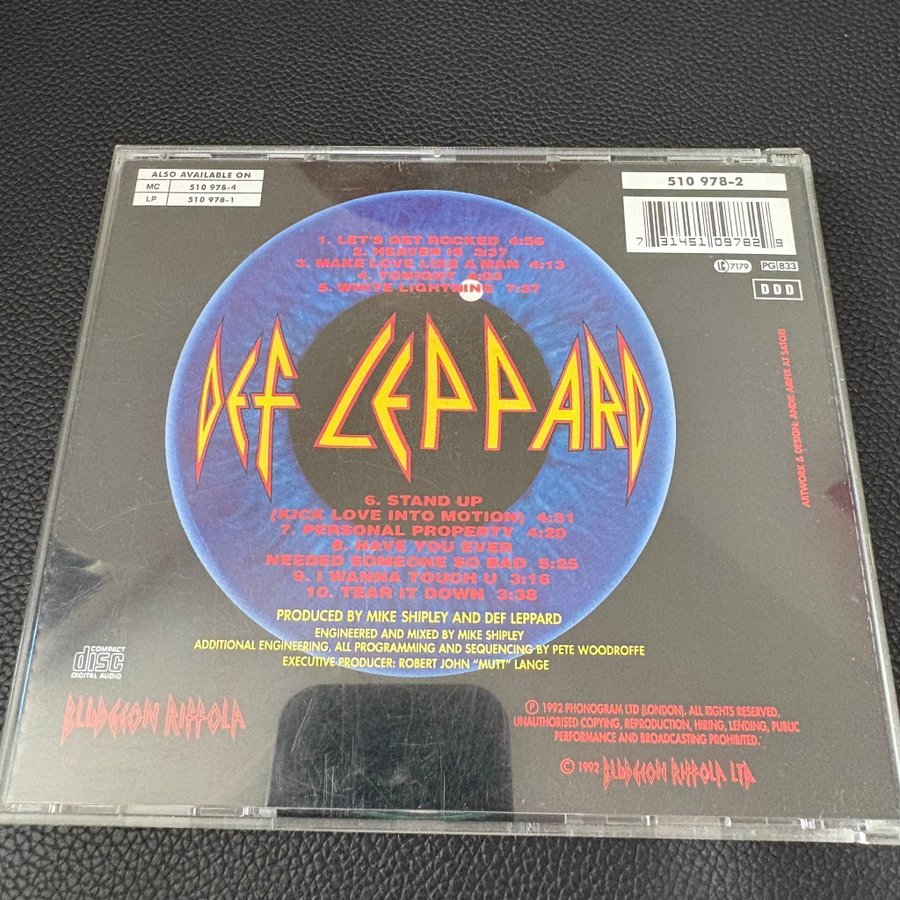 ALSO AVAILABLE ON
MC 510 978-4
LP 510 978-1
510 978-2
7 31451 09782 9
LC 7179 PG 833
DDD
1. LET'S GET ROCKED 4:56
2. HEAVEN IS 3:37
3. MAKE LOVE LIKE A MAN 4:13
4. TONIGHT 4:03
5. WHITE LIGHTNING 7:37
DEF LEPPARD
ARTWORK & DESIGN: ANDIE AIRFIX AT SATORI
6. STAND UP
(KICK LOVE INTO MOTION) 4:31
7. PERSONAL PROPERTY 4:20
8. HAVE YOU EVER
NEEDED SOMEONE SO BAD 5:25
9. I WANNA TOUCH U 3:16
10. TEAR IT DOWN 3:38
PRODUCED BY MIKE SHIPLEY AND DEF LEPPARD
ENGINEERED AND MIXED BY MIKE SHIPLEY
ADDITIONAL ENGINEERING, ALL PROGRAMMING AND SEQUENCING BY PETE WOODROFFE
EXECUTIVE PRODUCER: ROBERT JOHN "MUTT" LANGE
COMPACT
disc
DIGITAL AUDIO
BLUDGEON RIFFOLA
℗ 1992 PHONOGRAM LTD (LONDON). ALL RIGHTS RESERVED.
UNAUTHORISED COPYING, REPRODUCTION, HIRING, LENDING, PUBLIC
PERFORMANCE AND BROADCASTING PROHIBITED.
© 1992 BLUDGEON RIFFOLA LTD